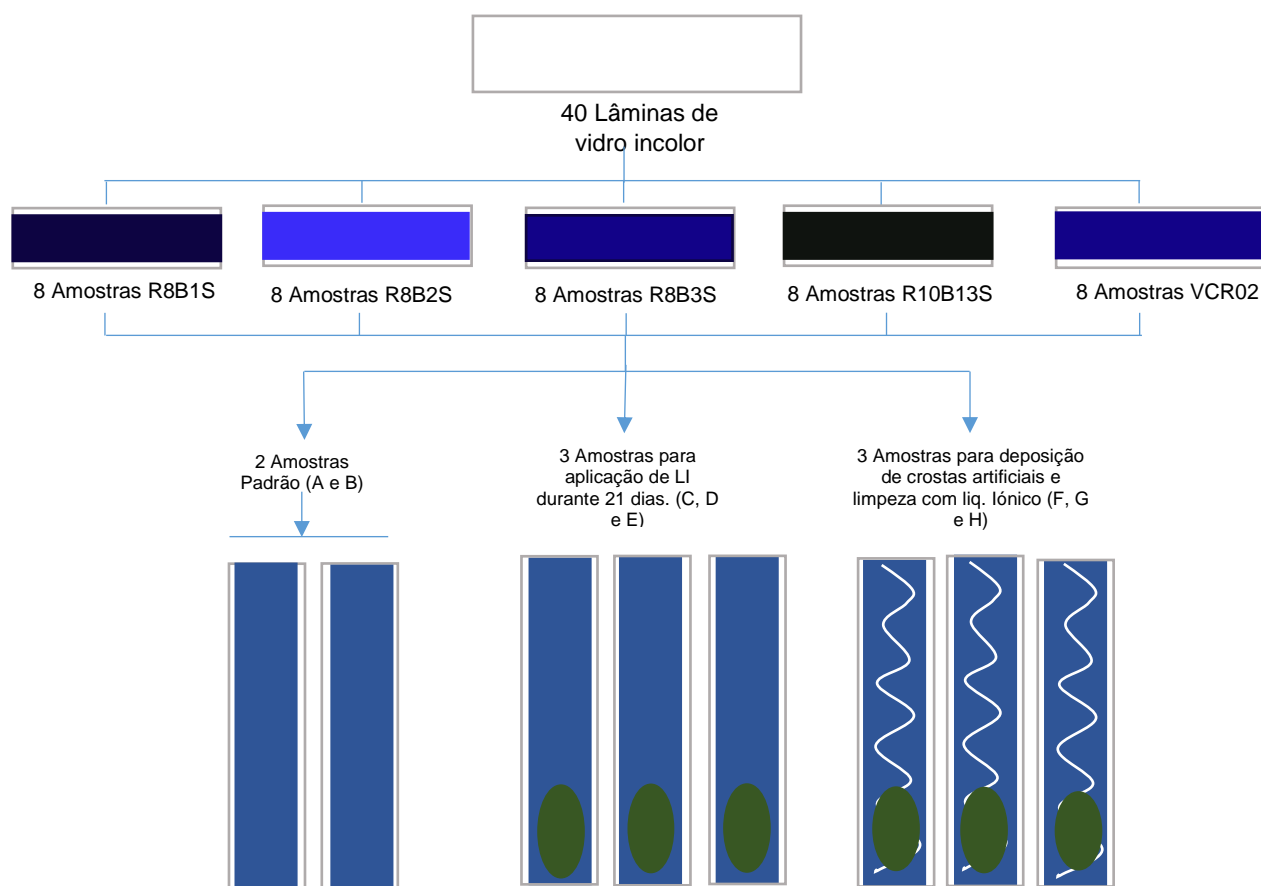 40 Lâminas de
vidro incolor
8 Amostras R8B1S
8 Amostras R8B2S
8 Amostras R8B3S
8 Amostras R10B13S
8 Amostras VCR02
2 Amostras
Padrão (A e B)
3 Amostras para
aplicação de LI
durante 21 dias. (C, D
e E)
3 Amostras para deposição
de crostas artificiais e
limpeza com liq. Iónico (F, G
e H)